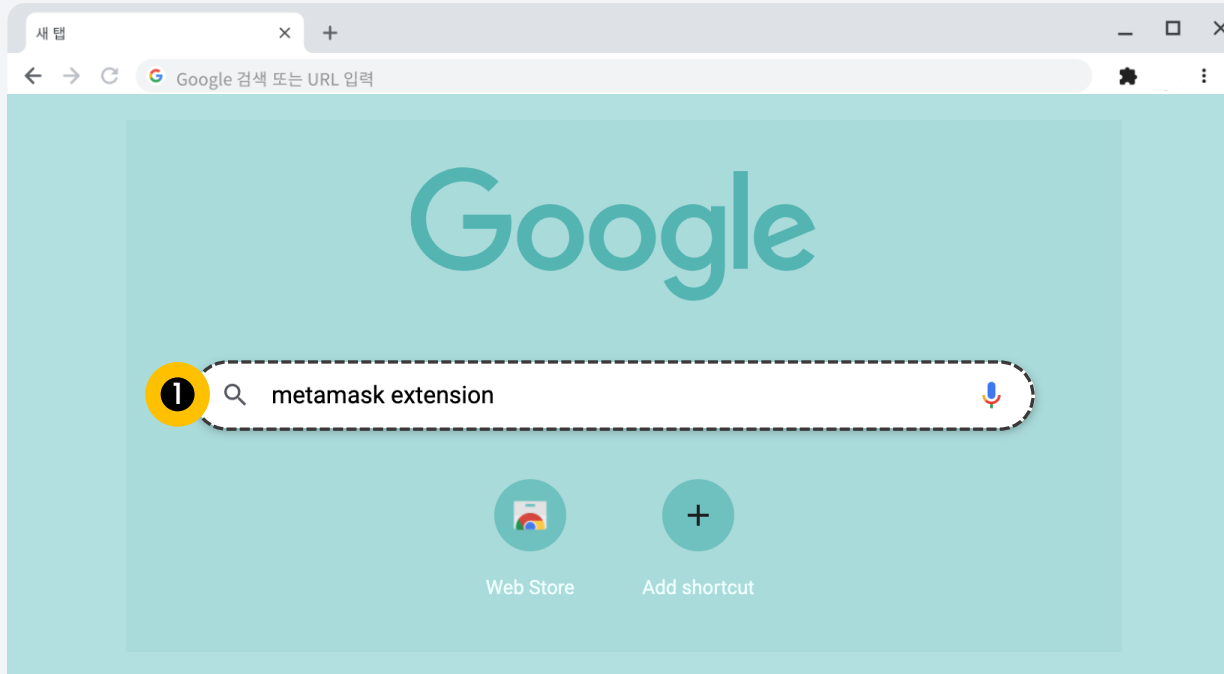 새 탭
Google 검색 또는 URL 입력
Google
1
metamask extension
Web Store
Add shortcut